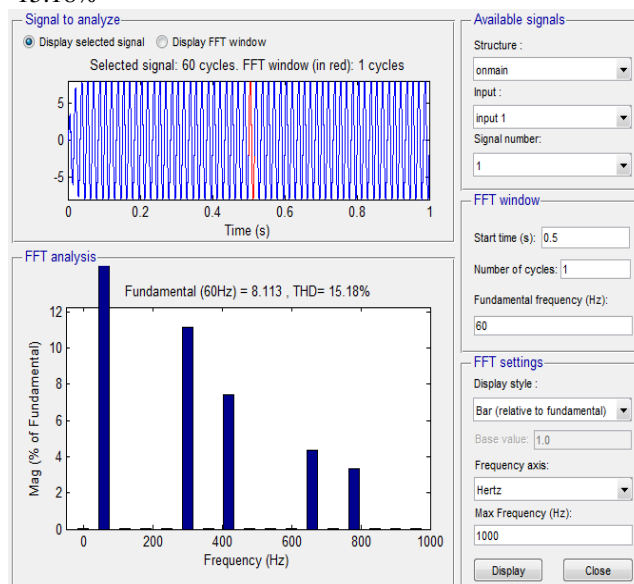 15.18%
Signal to analyze
Display selected signal Display FFT window
Selected signal: 60 cycles. FFT window (in red): 1 cycles
5
0
-5
0 0.2 0.4 0.6 0.8 1
Time (s)
FFT analysis
Fundamental (60Hz) = 8.113 , THD= 15.18%
12
10
8
6
4
2
0
Mag (% of Fundamental)
0 200 400 600 800 1000
Frequency (Hz)
Available signals
Structure :
onmain
Input :
input 1
Signal number:
1
FFT window
Start time (s): 0.5
Number of cycles: 1
Fundamental frequency (Hz):
60
FFT settings
Display style :
Bar (relative to fundamental)
Base value: 1.0
Frequency axis:
Hertz
Max Frequency (Hz):
1000
Display Close